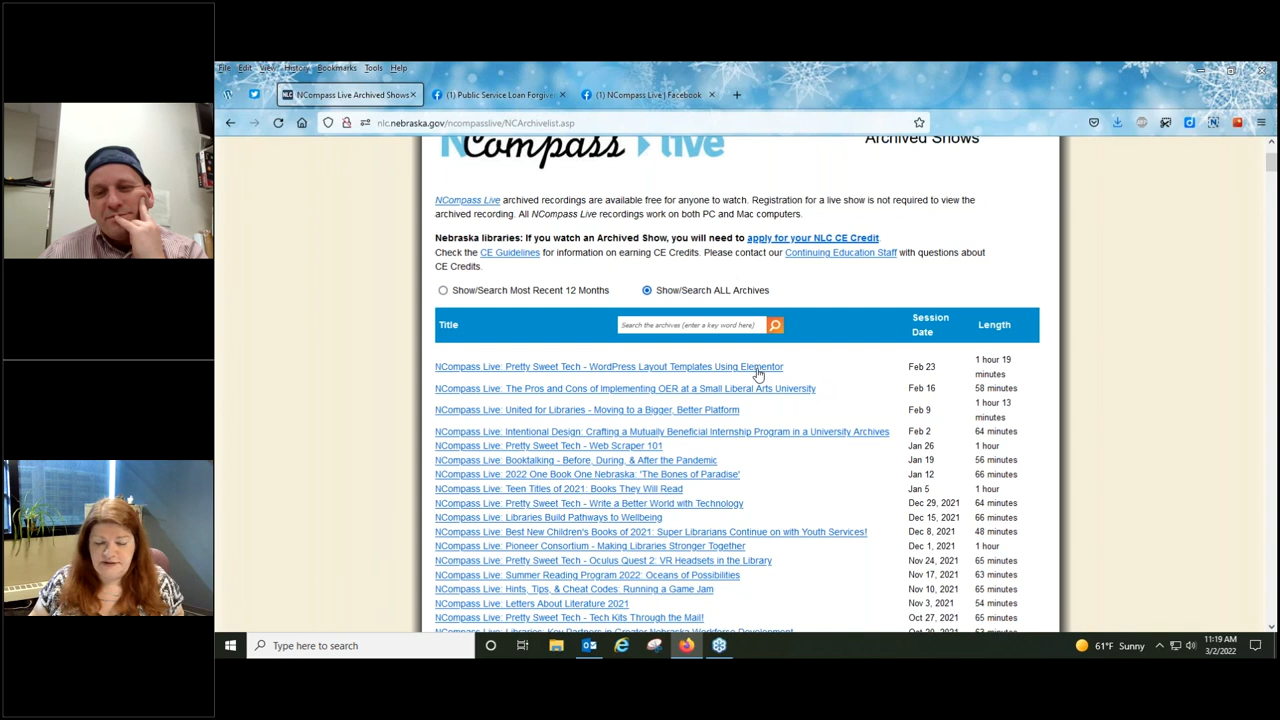 File Edit View History Bookmarks Tools Help
NCompass Live Archived Shows × (1) Public Service Loan Forgive × (1) NCompass Live | Facebook ×
nlc.nebraska.gov/ncompasslive/NCArchivelist.asp
NCompass live Archived Shows
NCompass Live archived recordings are available free for anyone to watch. Registration for a live show is not required to view the
archived recording. All NCompass Live recordings work on both PC and Mac computers.
Nebraska libraries: If you watch an Archived Show, you will need to apply for your NLC CE Credit.
Check the CE Guidelines for information on earning CE Credits. Please contact our Continuing Education Staff with questions about
CE Credits.
Show/Search Most Recent 12 Months Show/Search ALL Archives
Title Search the archives (enter a key word here) Session Date Length
NCompass Live: Pretty Sweet Tech - WordPress Layout Templates Using Elementor Feb 23 1 hour 19 minutes
NCompass Live: The Pros and Cons of Implementing OER at a Small Liberal Arts University Feb 16 58 minutes
NCompass Live: United for Libraries - Moving to a Bigger, Better Platform Feb 9 1 hour 13 minutes
NCompass Live: Intentional Design: Crafting a Mutually Beneficial Internship Program in a University Archives Feb 2 64 minutes
NCompass Live: Pretty Sweet Tech - Web Scraper 101 Jan 26 1 hour
NCompass Live: Booktalking - Before, During, & After the Pandemic Jan 19 56 minutes
NCompass Live: 2022 One Book One Nebraska: 'The Bones of Paradise' Jan 12 66 minutes
NCompass Live: Teen Titles of 2021: Books They Will Read Jan 5 1 hour
NCompass Live: Pretty Sweet Tech - Write a Better World with Technology Dec 29, 2021 64 minutes
NCompass Live: Libraries Build Pathways to Wellbeing Dec 15, 2021 66 minutes
NCompass Live: Best New Children's Books of 2021: Super Librarians Continue on with Youth Services! Dec 8, 2021 48 minutes
NCompass Live: Pioneer Consortium - Making Libraries Stronger Together Dec 1, 2021 1 hour
NCompass Live: Pretty Sweet Tech - Oculus Quest 2: VR Headsets in the Library Nov 24, 2021 65 minutes
NCompass Live: Summer Reading Program 2022: Oceans of Possibilities Nov 17, 2021 63 minutes
NCompass Live: Hints, Tips, & Cheat Codes: Running a Game Jam Nov 10, 2021 65 minutes
NCompass Live: Letters About Literature 2021 Nov 3, 2021 54 minutes
NCompass Live: Pretty Sweet Tech - Tech Kits Through the Mail! Oct 27, 2021 65 minutes
NCompass Live: Libraries: Key Partners in Greater Nebraska Workforce Development Oct 20, 2021 63 minutes
Type here to search 61°F Sunny 11:19 AM
3/2/2022